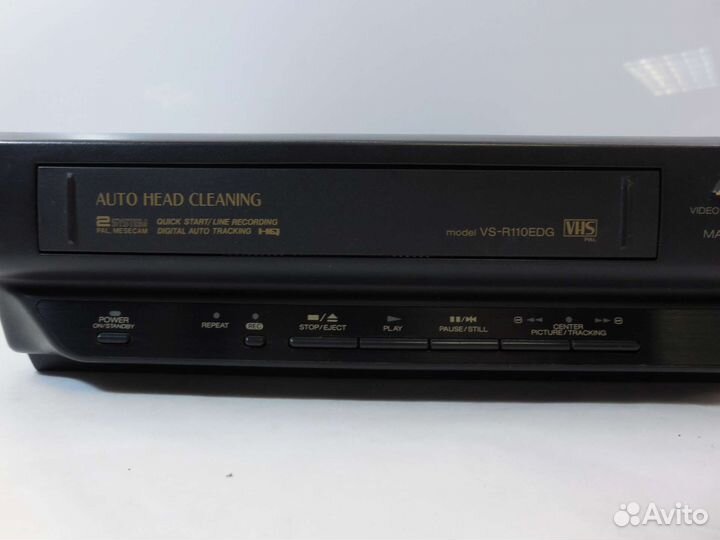 AUTO HEAD CLEANING
2 SYSTEM QUICK START/LINE RECORDING
PAL, MESECAM DIGITAL AUTO TRACKING HQ
model VS-R110EDG VHS
PAL
VIDEO
MA
POWER
ON/STANDBY
REPEAT
REC
STOP/EJECT
PLAY
PAUSE/STILL
CENTER
PICTURE/TRACKING
Avito